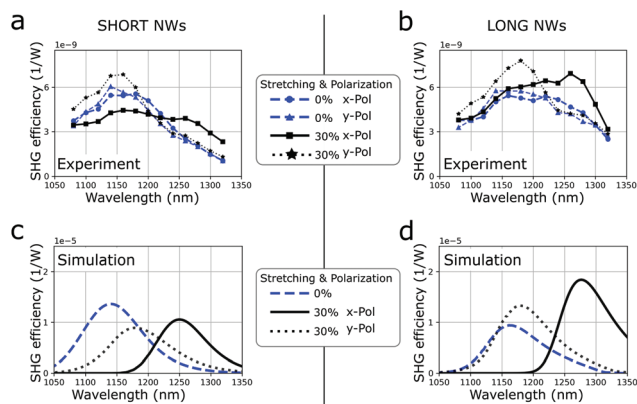 a
SHORT NWs
1e−9
SHG efficiency (1/W)
6
3
0
Experiment
1050 1100 1150 1200 1250 1300 1350
Wavelength (nm)
Stretching & Polarization
0% x-Pol
0% y-Pol
30% x-Pol
30% y-Pol
b
LONG NWs
1e−9
SHG efficiency (1/W)
6
3
0
Experiment
1050 1100 1150 1200 1250 1300 1350
Wavelength (nm)
c
1e−5
SHG efficiency (1/W)
2
1
0
Simulation
1050 1100 1150 1200 1250 1300 1350
Wavelength (nm)
Stretching & Polarization
0%
30% x-Pol
30% y-Pol
d
1e−5
SHG efficiency (1/W)
2
1
0
Simulation
1050 1100 1150 1200 1250 1300 1350
Wavelength (nm)